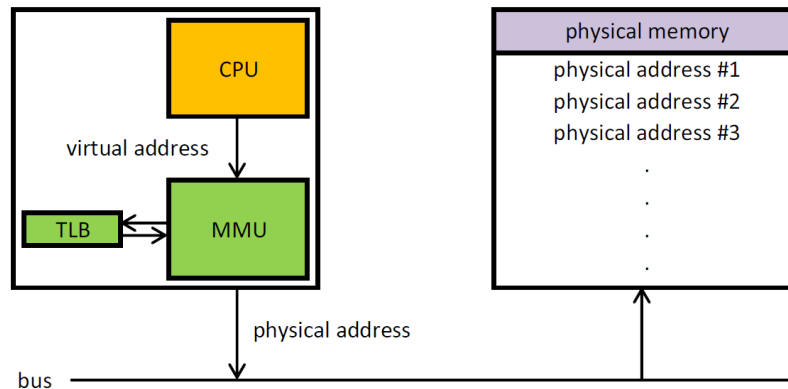 CPU
virtual address
TLB
MMU
physical address
bus
physical memory
physical address #1
physical address #2
physical address #3
.
.
.
.